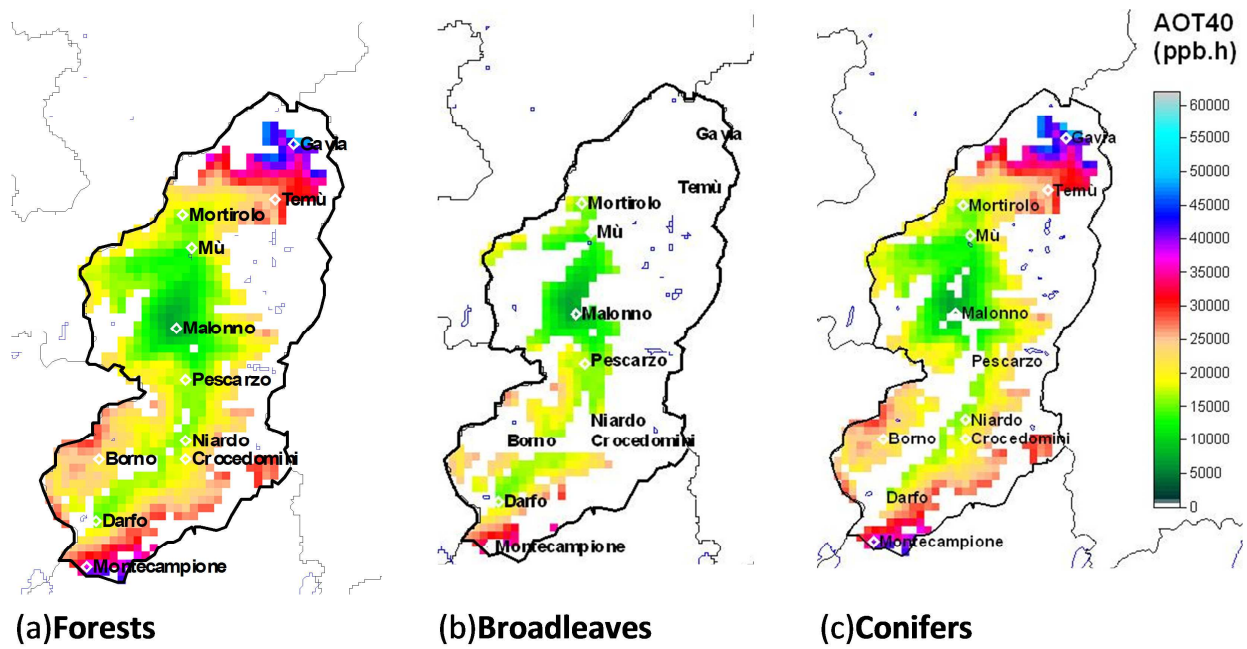 AOT40
(ppb.h)
60000
55000
50000
45000
40000
35000
30000
25000
20000
15000
10000
5000
0
Gavia
Temù
Mortirolo
Mù
Malonno
Pescarzo
Niardo
Borno
Crocedomini
Darfo
Montecampione
Gavia
Temù
Mortirolo
Mù
Malonno
Pescarzo
Niardo
Borno
Crocedomini
Darfo
Montecampione
Gavia
Temù
Mortirolo
Mù
Malonno
Pescarzo
Niardo
Borno
Crocedomini
Darfo
Montecampione
(a)Forests
(b)Broadleaves
(c)Conifers